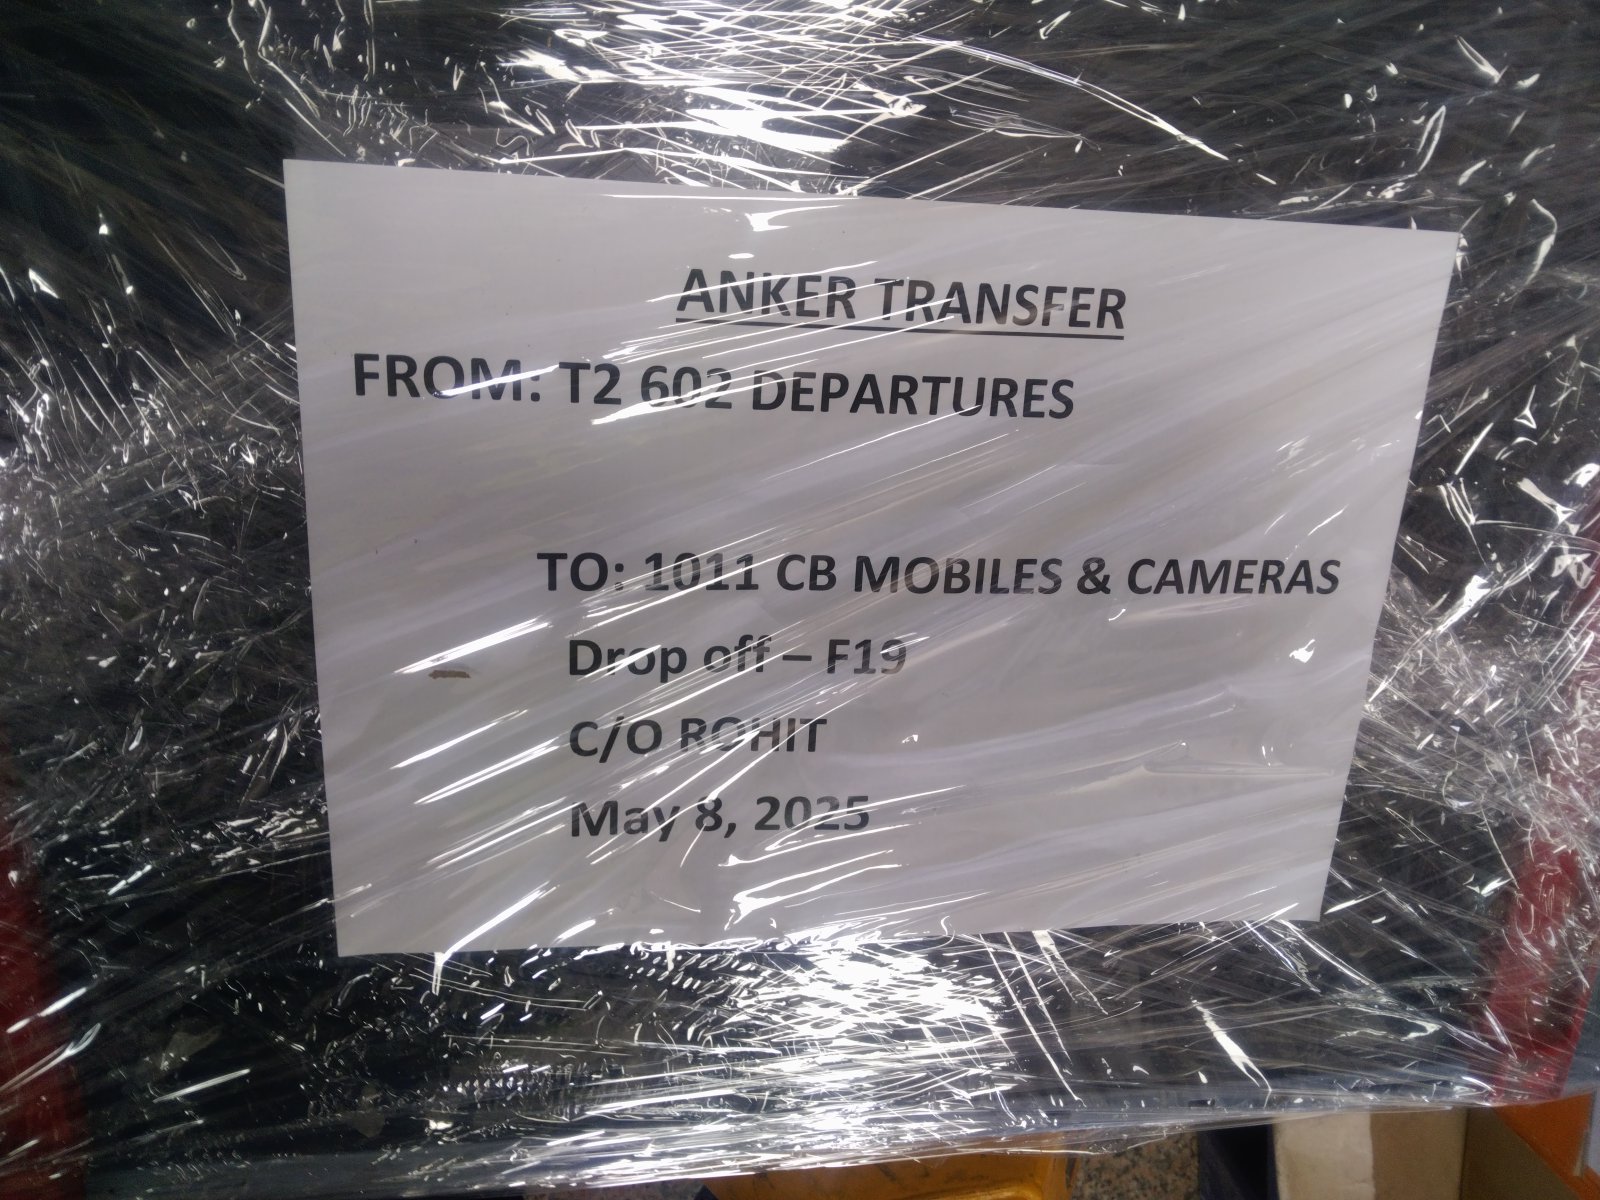 ANKER TRANSFER
FROM: T2 602 DEPARTURES
TO: 1011 CB MOBILES & CAMERAS
Drop off – F19
C/O ROHIT
May 8, 2025